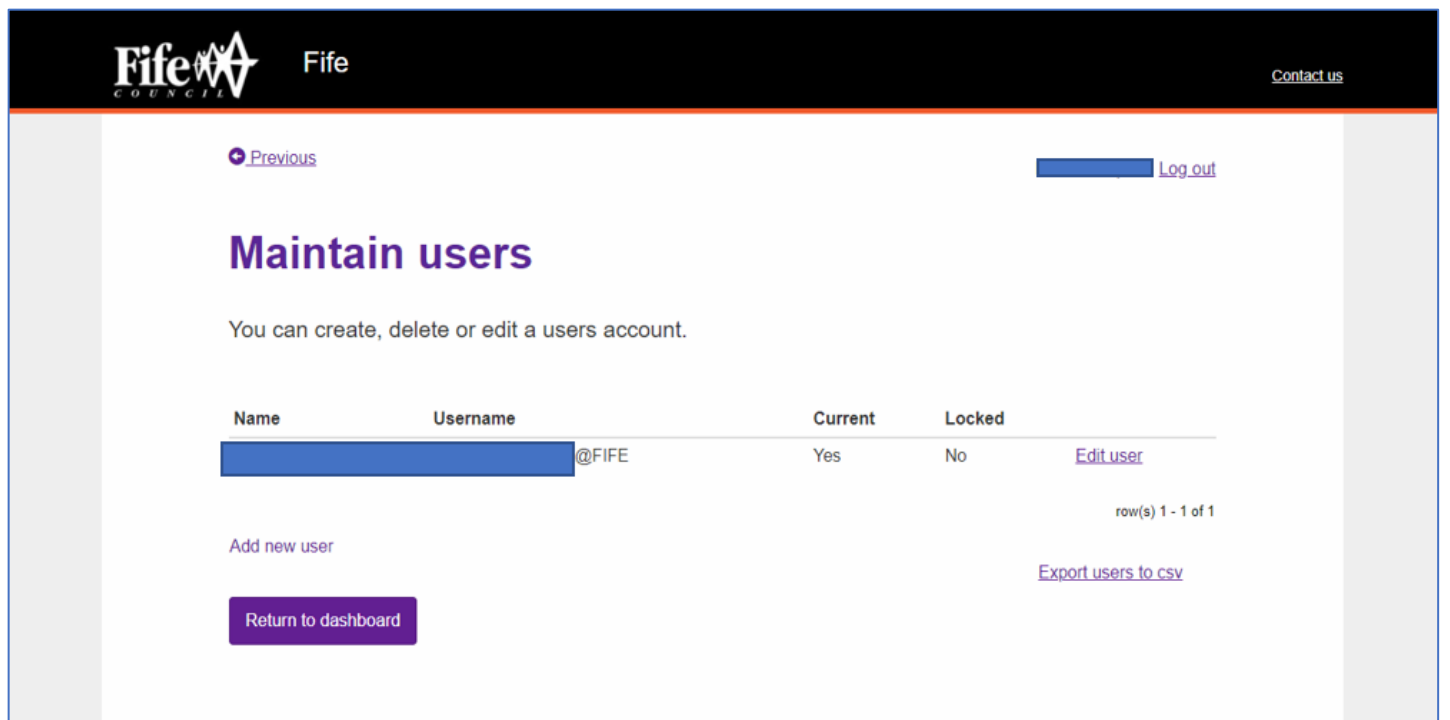 Fife
COUNCIL
Fife
Contact us
Previous
Log out
Maintain users
You can create, delete or edit a users account.
Name Username Current Locked
@FIFE Yes No Edit user
row(s) 1 - 1 of 1
Add new user
Export users to csv
Return to dashboard